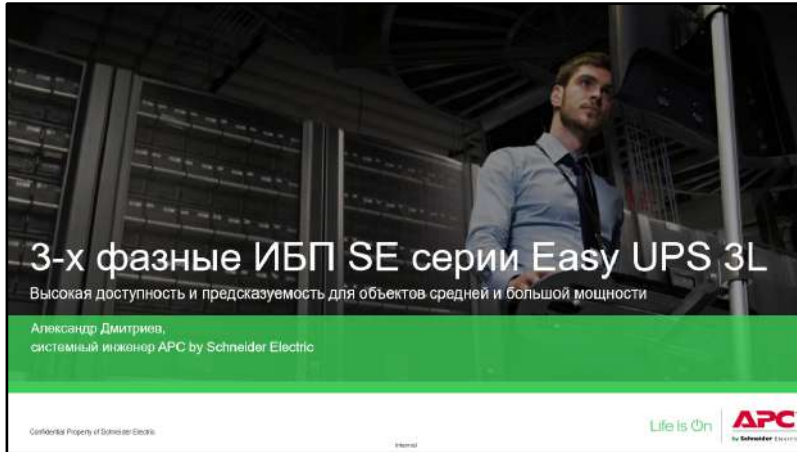 3-х фазные ИБП SE серии Easy UPS 3L
Высокая доступность и предсказуемость для объектов средней и большой мощности
Александр Дмитриев,
системный инженер APC by Schneider Electric
Confidential Property of Schneider Electric
Internal
Life Is On
APC
by Schneider Electric